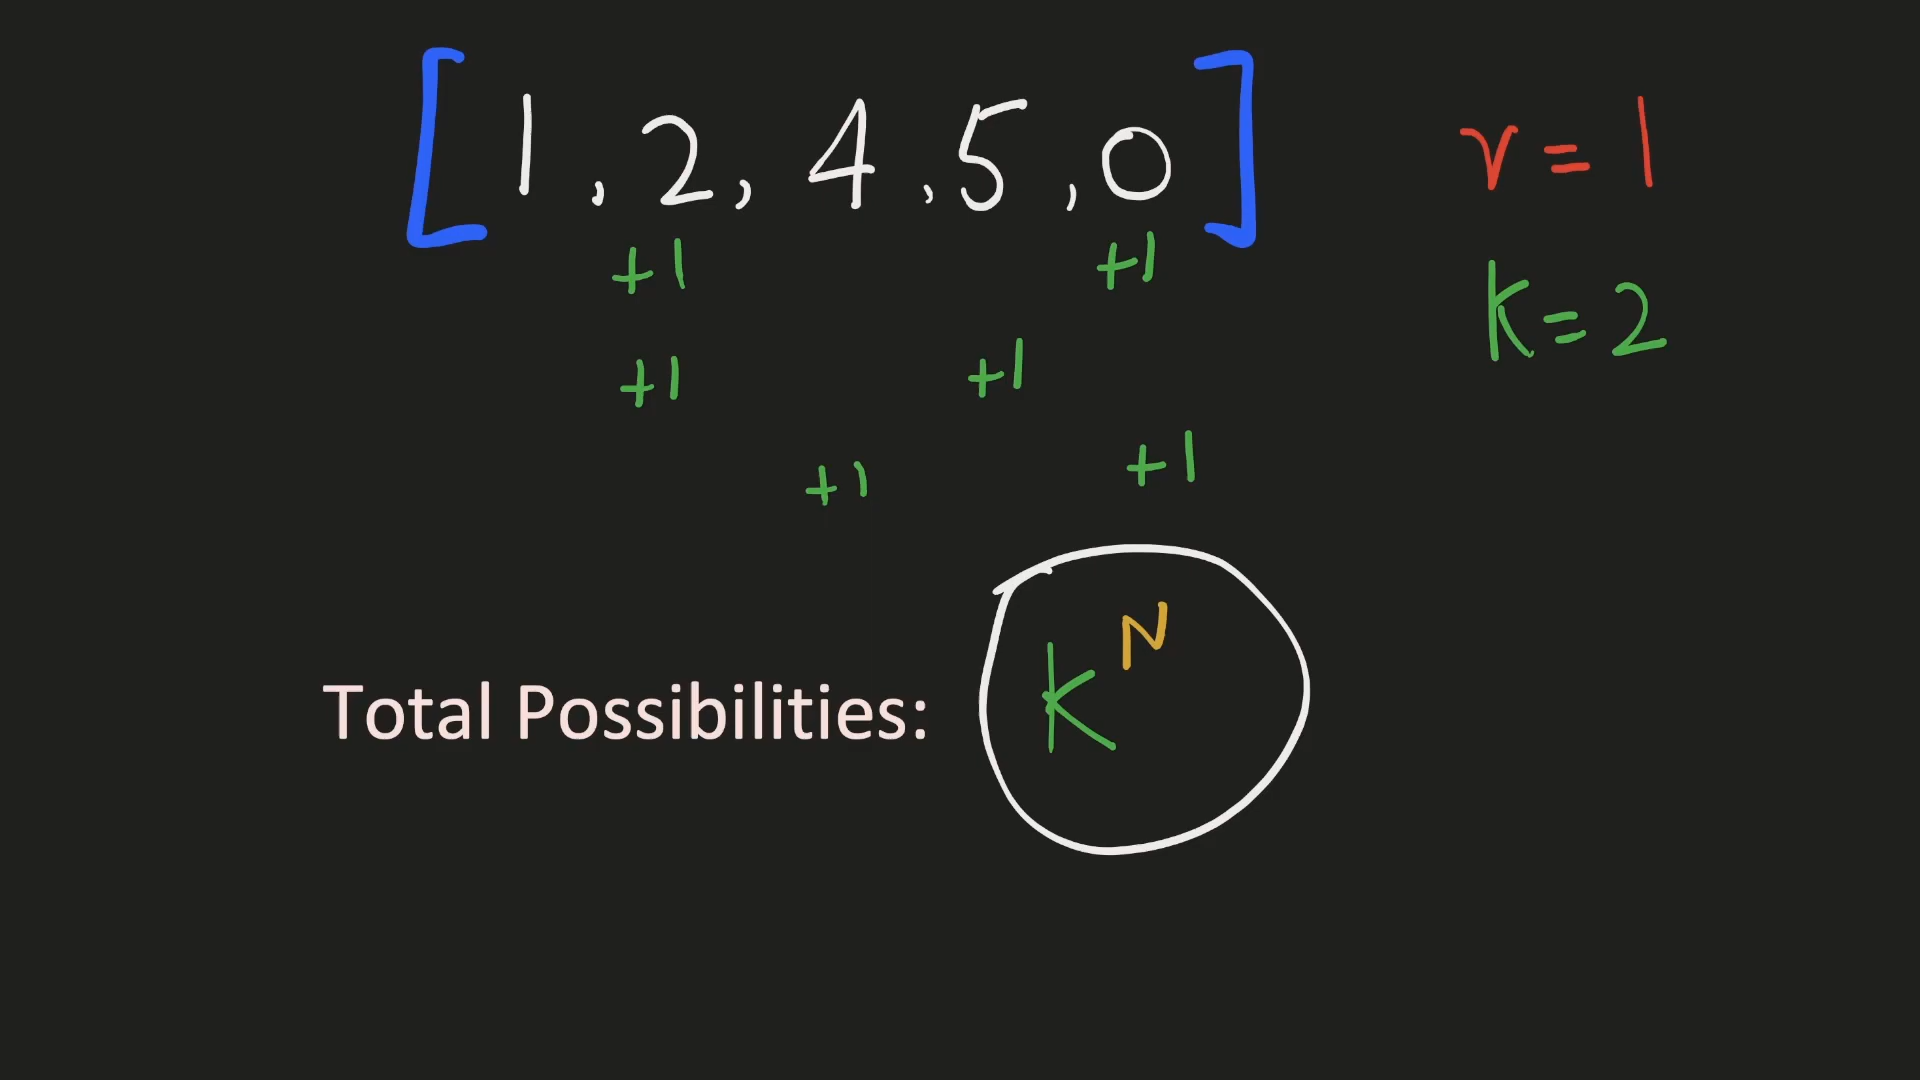 [1, 2, 4, 5, 0] r = 1
+1 +1
K = 2
+1 +1
+1 +1
Total Possibilities: K^N